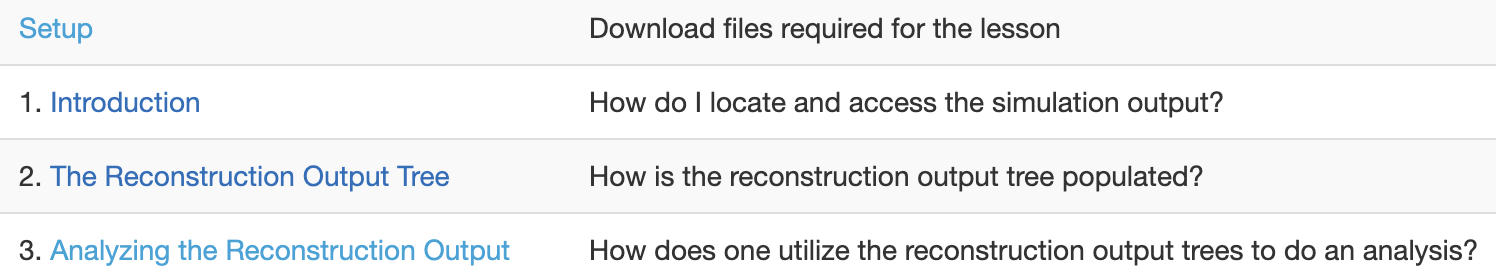 Setup Download files required for the lesson
1. Introduction How do I locate and access the simulation output?
2. The Reconstruction Output Tree How is the reconstruction output tree populated?
3. Analyzing the Reconstruction Output How does one utilize the reconstruction output trees to do an analysis?